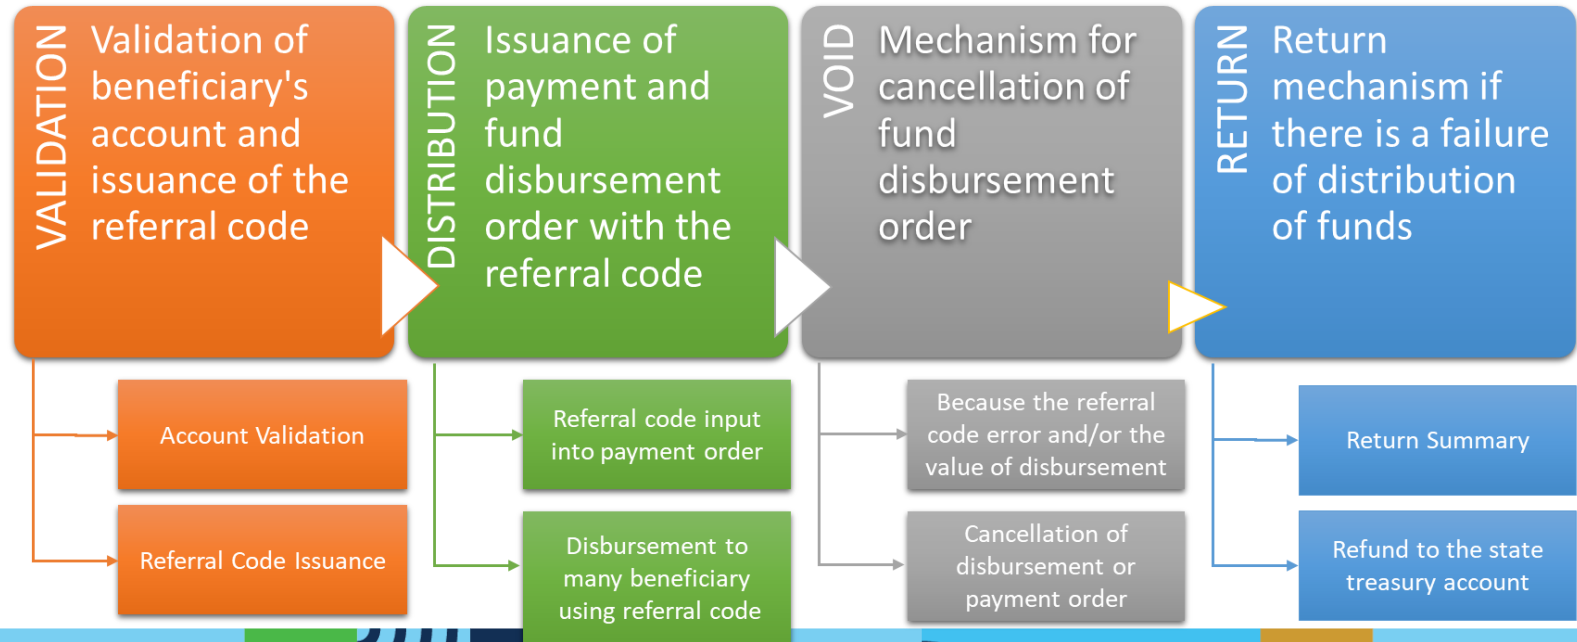 VALIDATION
Validation of
beneficiary's
account and
issuance of the
referral code
DISTRIBUTION
Issuance of
payment and
fund
disbursement
order with the
referral code
VOID
Mechanism for
cancellation of
fund
disbursement
order
RETURN
Return
mechanism if
there is a failure
of distribution
of funds
Account Validation
Referral Code Issuance
Referral code input
into payment order
Disbursement to
many beneficiary
using referral code
Because the referral
code error and/or the
value of disbursement
Cancellation of
disbursement or
payment order
Return Summary
Refund to the state
treasury account